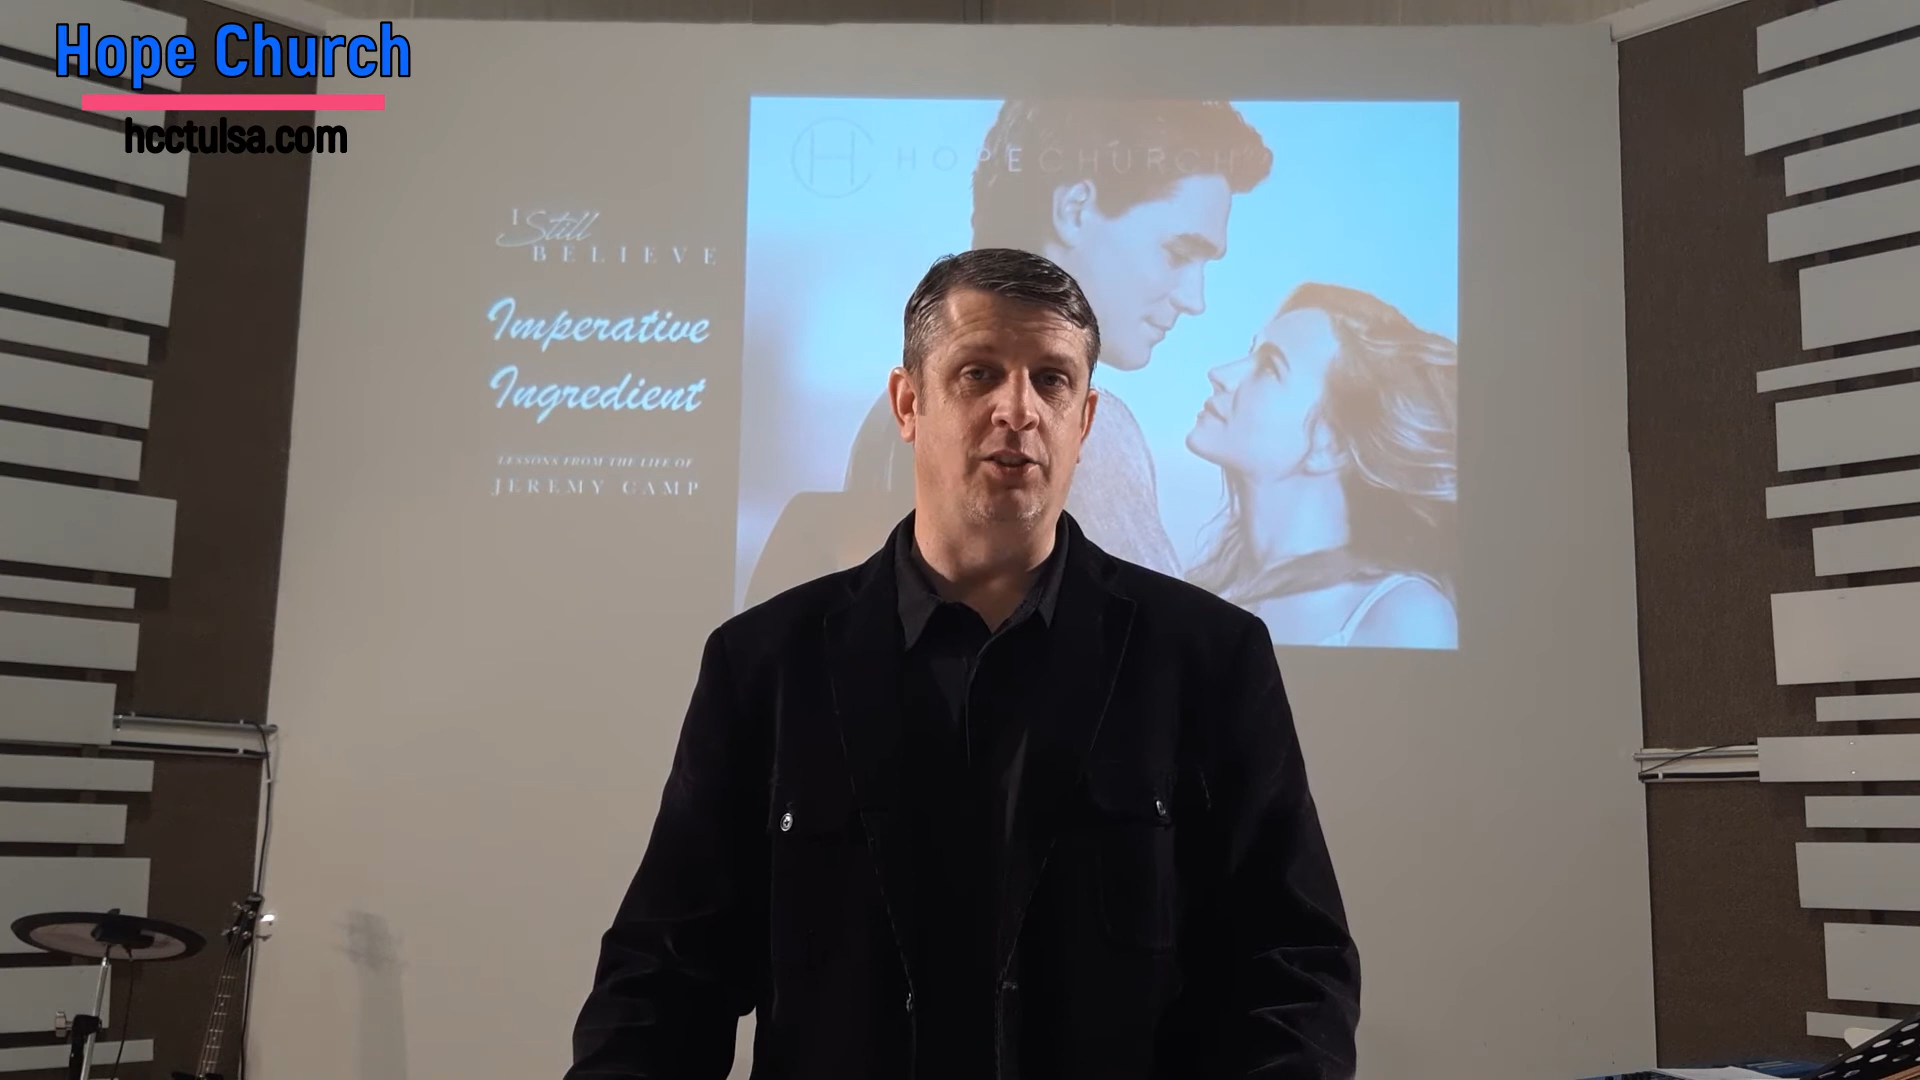 Hope Church
hcctulsa.com
HOPECHURCH
I Still
BELIEVE
Imperative
Ingredient
LESSONS FROM THE LIFE OF
JEREMY CAMP